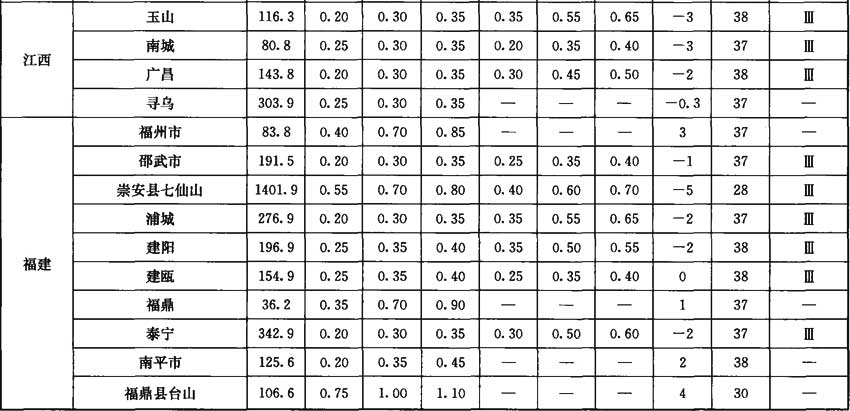 江西 玉山 116.3 0.20 0.30 0.35 0.35 0.55 0.65 -3 38 Ⅲ
南城 80.8 0.25 0.30 0.35 0.20 0.35 0.40 -3 37 Ⅲ
广昌 143.8 0.20 0.30 0.35 0.30 0.45 0.50 -2 38 Ⅲ
寻乌 303.9 0.25 0.30 0.35 — — — -0.3 37 —
福建 福州市 83.8 0.40 0.70 0.85 — — — 3 37 —
邵武市 191.5 0.20 0.30 0.35 0.25 0.35 0.40 -1 37 Ⅲ
崇安县七仙山 1401.9 0.55 0.70 0.80 0.40 0.60 0.70 -5 28 Ⅲ
浦城 276.9 0.20 0.30 0.35 0.35 0.55 0.65 -2 37 Ⅲ
建阳 196.9 0.25 0.35 0.40 0.35 0.50 0.55 -2 38 Ⅲ
建瓯 154.9 0.25 0.35 0.40 0.25 0.35 0.40 0 38 Ⅲ
福鼎 36.2 0.35 0.70 0.90 — — — 1 37 —
泰宁 342.9 0.20 0.30 0.35 0.30 0.50 0.60 -2 37 Ⅲ
南平市 125.6 0.20 0.35 0.45 — — — 2 38 —
福鼎县台山 106.6 0.75 1.00 1.10 — — — 4 30 —